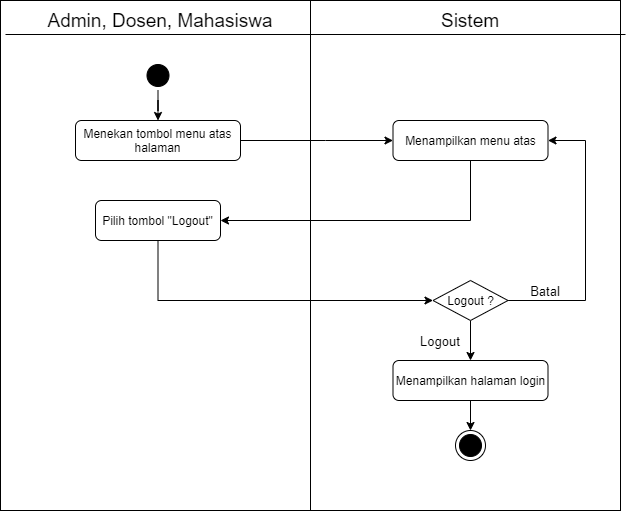 Admin, Dosen, Mahasiswa
Sistem
Menekan tombol menu atas
halaman
Menampilkan menu atas
Pilih tombol "Logout"
Logout ?
Batal
Logout
Menampilkan halaman login